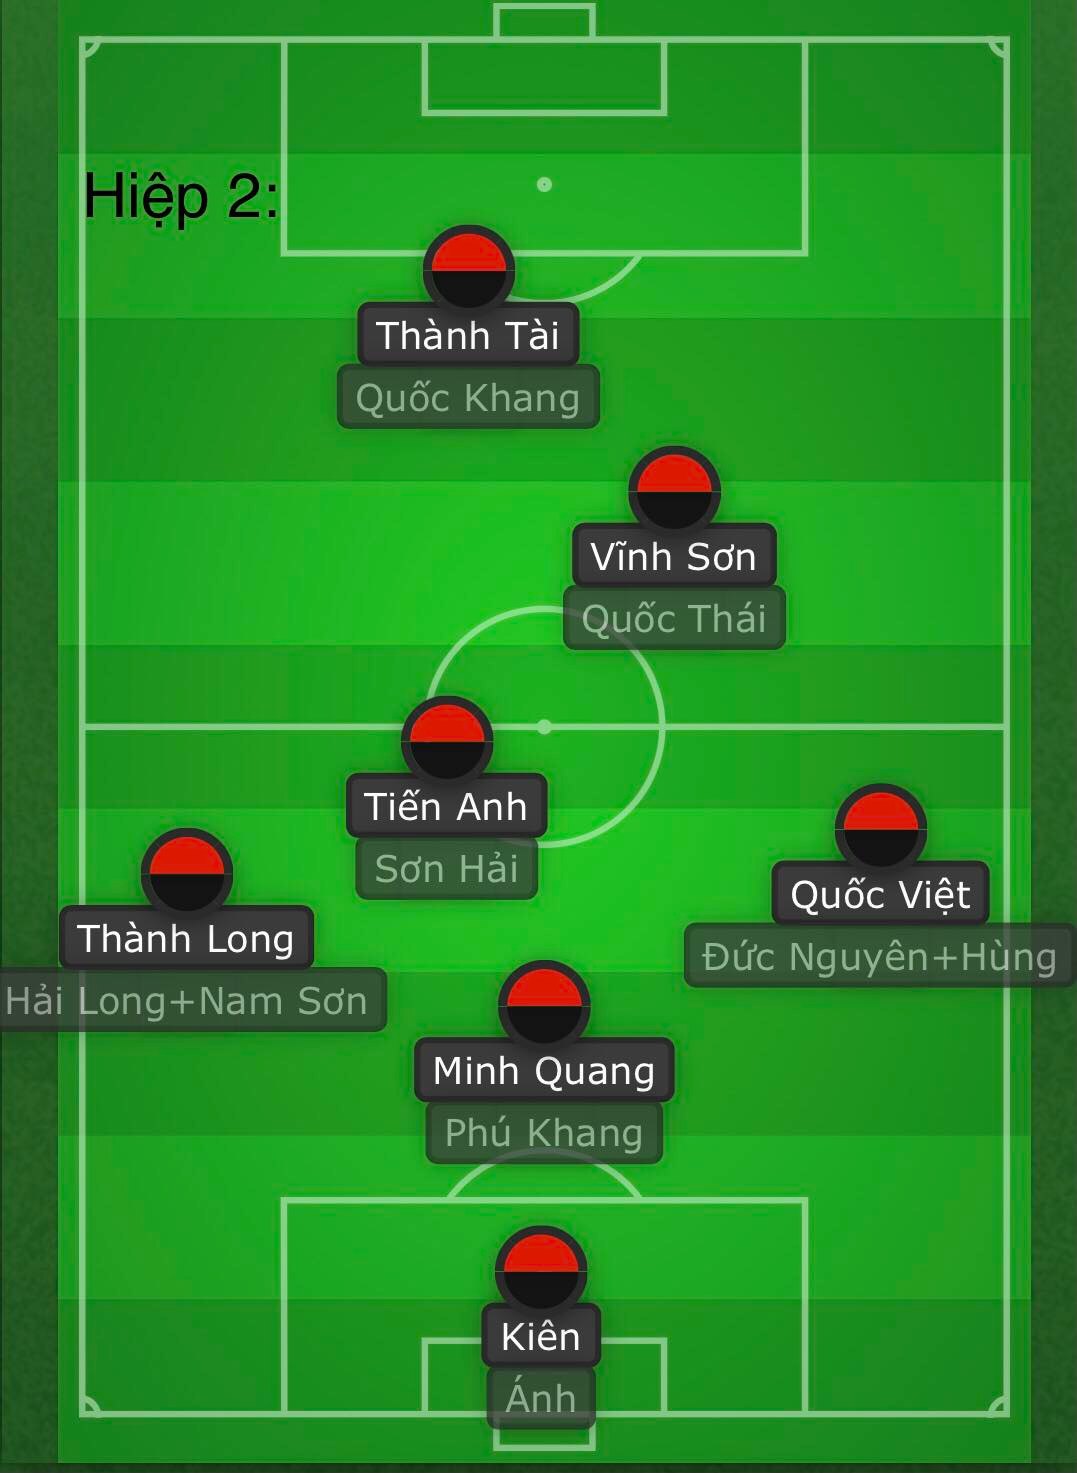 Hiệp 2:
Thành Tài
Quốc Khang
Vĩnh Sơn
Quốc Thái
Tiến Anh
Sơn Hải
Quốc Việt
Đức Nguyên+Hùng
Thành Long
Hải Long+Nam Sơn
Minh Quang
Phú Khang
Kiên
Ánh